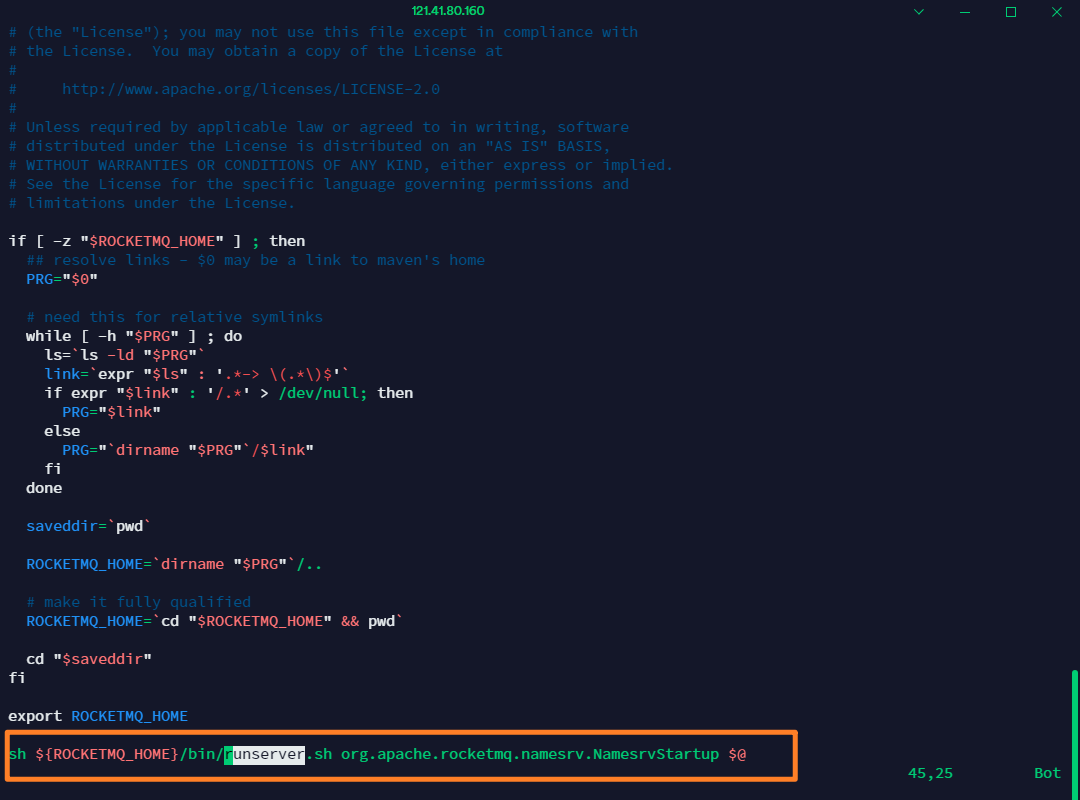 121.41.80.160
# (the "License"); you may not use this file except in compliance with
# the License.  You may obtain a copy of the License at
#
#     http://www.apache.org/licenses/LICENSE-2.0
#
# Unless required by applicable law or agreed to in writing, software
# distributed under the License is distributed on an "AS IS" BASIS,
# WITHOUT WARRANTIES OR CONDITIONS OF ANY KIND, either express or implied.
# See the License for the specific language governing permissions and
# limitations under the License.

if [ -z "$ROCKETMQ_HOME" ] ; then
  ## resolve links - $0 may be a link to maven's home
  PRG="$0"

  # need this for relative symlinks
  while [ -h "$PRG" ] ; do
    ls=`ls -ld "$PRG"`
    link=`expr "$ls" : '.*-> \(.*\)$'`
    if expr "$link" : '/.*' > /dev/null; then
      PRG="$link"
    else
      PRG="`dirname "$PRG"`/$link"
    fi
  done

  saveddir=`pwd`

  ROCKETMQ_HOME=`dirname "$PRG"`/..

  # make it fully qualified
  ROCKETMQ_HOME=`cd "$ROCKETMQ_HOME" && pwd`

  cd "$saveddir"
fi

export ROCKETMQ_HOME

sh ${ROCKETMQ_HOME}/bin/runserver.sh org.apache.rocketmq.namesrv.NamesrvStartup $@
45,25 Bot